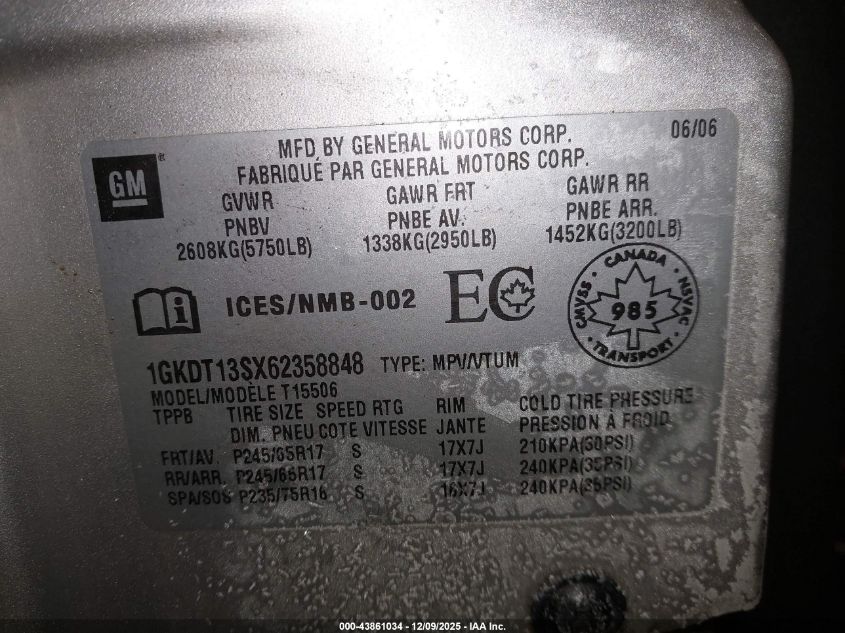 GM
MFD BY GENERAL MOTORS CORP. 06/06
FABRIQUÉ PAR GENERAL MOTORS CORP.
GVWR GAWR FRT GAWR RR
PNBV PNBE AV. PNBE ARR.
2608KG(5750LB) 1338KG(2950LB) 1452KG(3200LB)
i ICES/NMB-002 EC
CANADA
CMVSS 985 NSVAC
TRANSPORT
1GKDT13SX62358848 TYPE: MPV/VTUM
MODEL/MODÈLE T15506
TPPB TIRE SIZE SPEED RTG RIM COLD TIRE PRESSURE
DIM. PNEU COTE VITESSE JANTE PRESSION À FROID
FRT/AV. P245/65R17 S 17X7J 210KPA(30PSI)
RR/ARR. P245/65R17 S 17X7J 240KPA(35PSI)
SPA/SOS P235/75R16 S 16X7J 240KPA(35PSI)
000-43861034 - 12/09/2025 - IAA Inc.